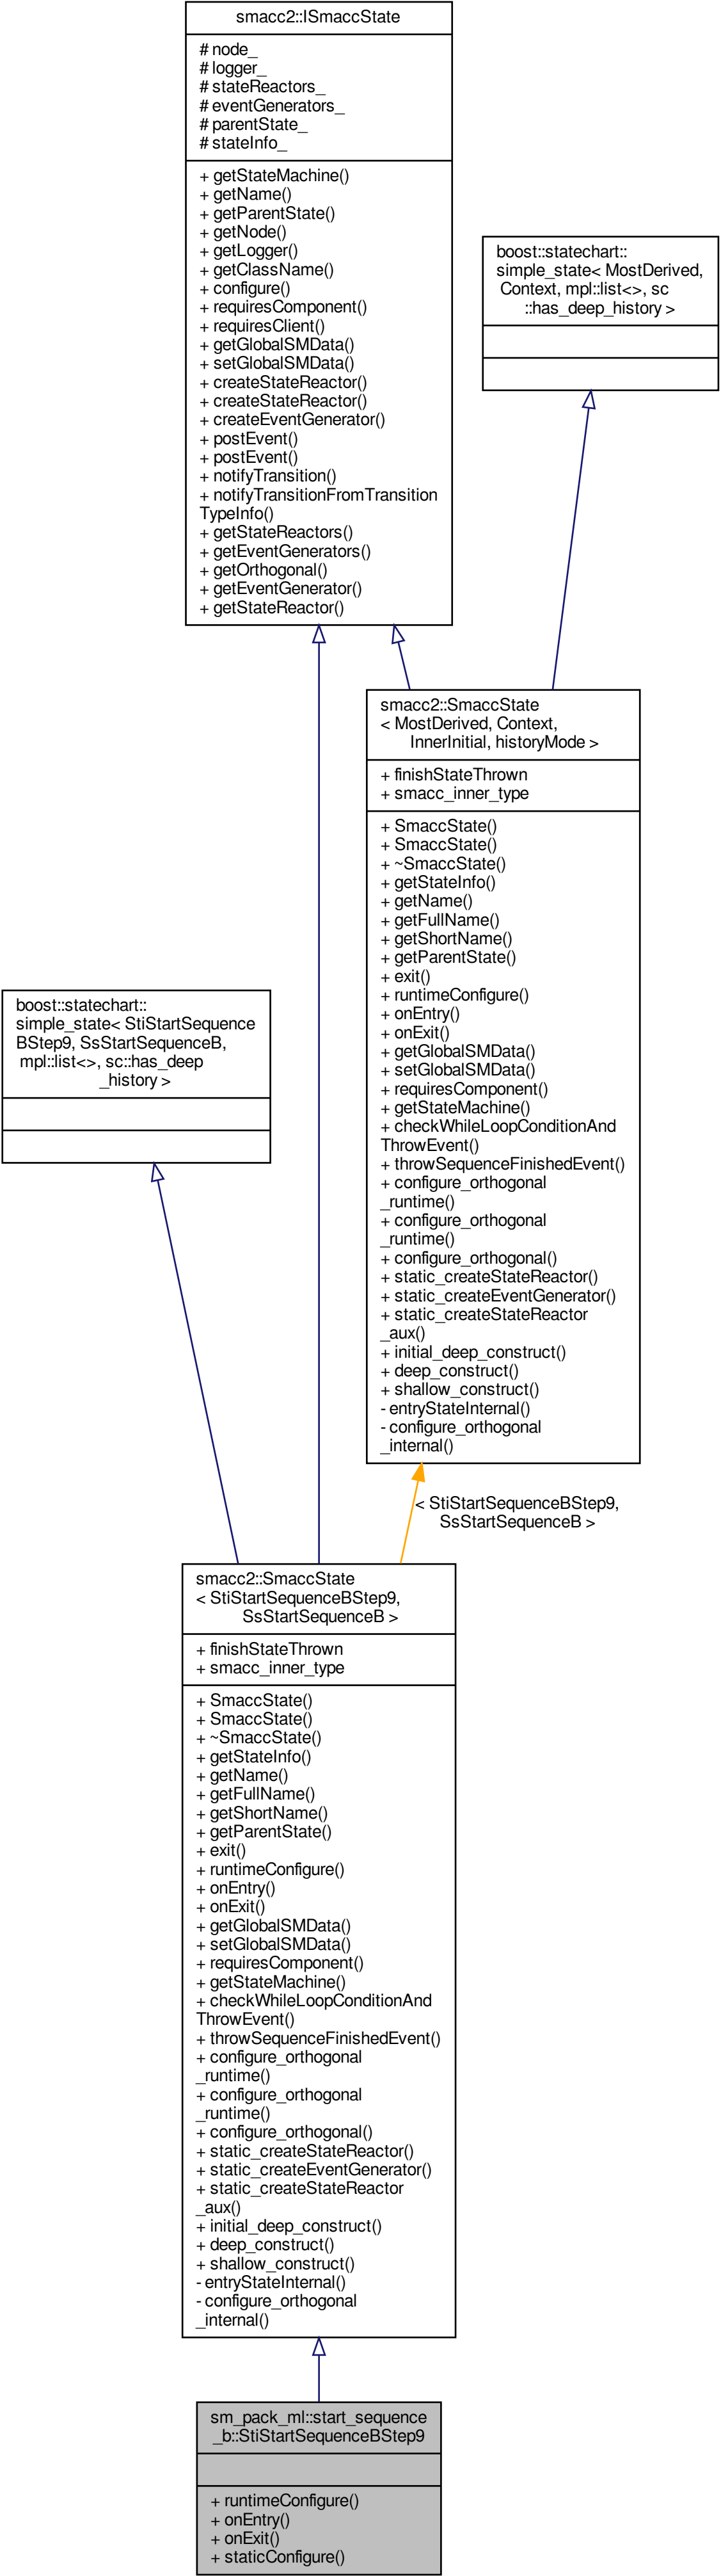 smacc2::ISmaccState
# node_
# logger_
# stateReactors_
# eventGenerators_
# parentState_
# stateInfo_
+ getStateMachine()
+ getName()
+ getParentState()
+ getNode()
+ getLogger()
+ getClassName()
+ configure()
+ requiresComponent()
+ requiresClient()
+ getGlobalSMData()
+ setGlobalSMData()
+ createStateReactor()
+ createStateReactor()
+ createEventGenerator()
+ postEvent()
+ postEvent()
+ notifyTransition()
+ notifyTransitionFromTransition
TypeInfo()
+ getStateReactors()
+ getEventGenerators()
+ getOrthogonal()
+ getEventGenerator()
+ getStateReactor()
boost::statechart::
simple_state< MostDerived,
Context, mpl::list<>, sc
::has_deep_history >
smacc2::SmaccState
< MostDerived, Context,
InnerInitial, historyMode >
+ finishStateThrown
+ smacc_inner_type
+ SmaccState()
+ SmaccState()
+ ~SmaccState()
+ getStateInfo()
+ getName()
+ getFullName()
+ getShortName()
+ getParentState()
+ exit()
+ runtimeConfigure()
+ onEntry()
+ onExit()
+ getGlobalSMData()
+ setGlobalSMData()
+ requiresComponent()
+ getStateMachine()
+ checkWhileLoopConditionAnd
ThrowEvent()
+ throwSequenceFinishedEvent()
+ configure_orthogonal
_runtime()
+ configure_orthogonal
_runtime()
+ configure_orthogonal()
+ static_createStateReactor()
+ static_createEventGenerator()
+ static_createStateReactor
_aux()
+ initial_deep_construct()
+ deep_construct()
+ shallow_construct()
- entryStateInternal()
- configure_orthogonal
_internal()
boost::statechart::
simple_state< StiStartSequence
BStep9, SsStartSequenceB,
mpl::list<>, sc::has_deep
_history >
< StiStartSequenceBStep9,
SsStartSequenceB >
smacc2::SmaccState
< StiStartSequenceBStep9,
SsStartSequenceB >
+ finishStateThrown
+ smacc_inner_type
+ SmaccState()
+ SmaccState()
+ ~SmaccState()
+ getStateInfo()
+ getName()
+ getFullName()
+ getShortName()
+ getParentState()
+ exit()
+ runtimeConfigure()
+ onEntry()
+ onExit()
+ getGlobalSMData()
+ setGlobalSMData()
+ requiresComponent()
+ getStateMachine()
+ checkWhileLoopConditionAnd
ThrowEvent()
+ throwSequenceFinishedEvent()
+ configure_orthogonal
_runtime()
+ configure_orthogonal
_runtime()
+ configure_orthogonal()
+ static_createStateReactor()
+ static_createEventGenerator()
+ static_createStateReactor
_aux()
+ initial_deep_construct()
+ deep_construct()
+ shallow_construct()
- entryStateInternal()
- configure_orthogonal
_internal()
sm_pack_ml::start_sequence
_b::StiStartSequenceBStep9
+ runtimeConfigure()
+ onEntry()
+ onExit()
+ staticConfigure()